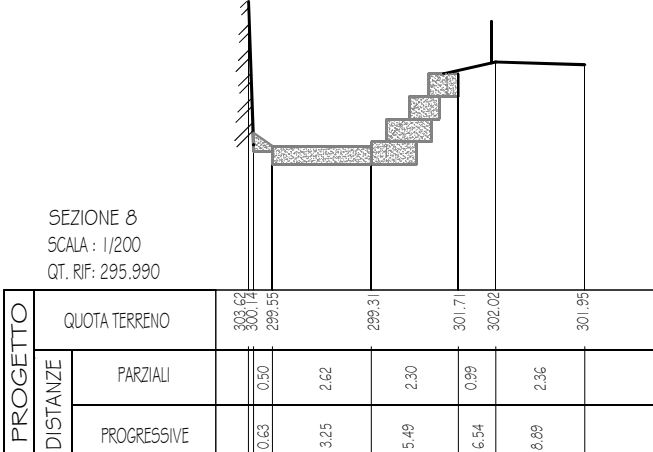 SEZIONE 8
SCALA : 1/200
QT. RIF: 295.990
PROGETTO
QUOTA TERRENO
303.62 300.14 299.55 299.31 301.71 302.02 301.95
DISTANZE
PARZIALI
0.50 2.62 2.30 0.99 2.36
PROGRESSIVE
0.63 3.25 5.49 6.54 8.89